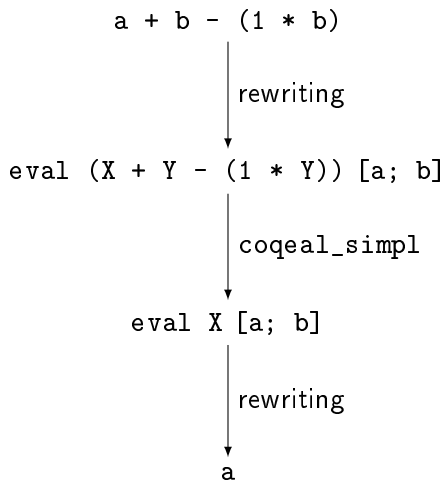 a + b - (1 * b)
rewriting
eval (X + Y - (1 * Y)) [a; b]
coqeal_simpl
eval X [a; b]
rewriting
a